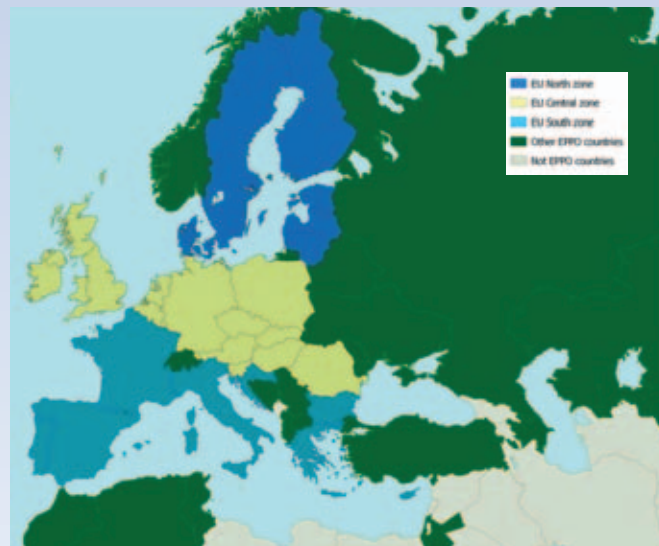 EU North zone
EU Central zone
EU South zone
Other EPPO countries
Not EPPO countries